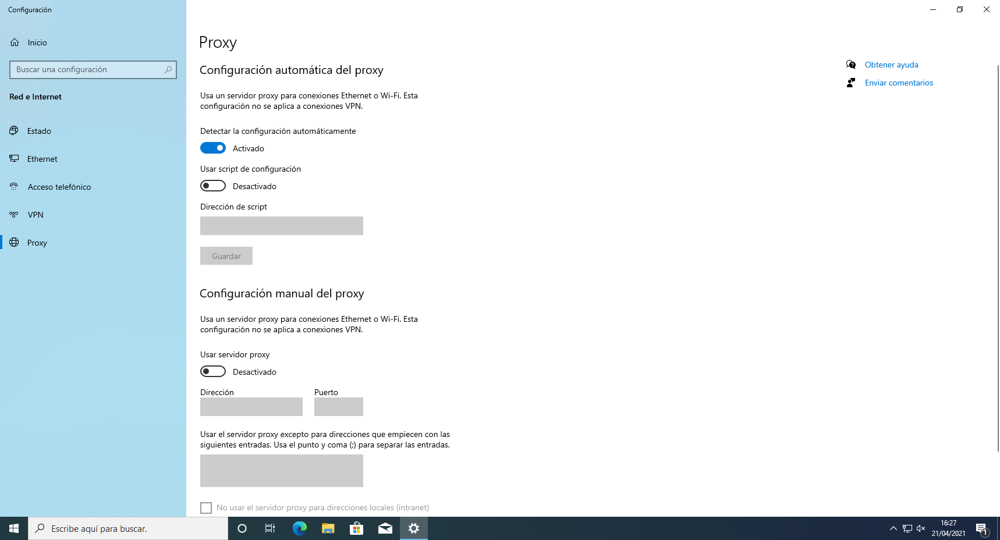 Configuración
Inicio
Buscar una configuración
Red e Internet
Estado
Ethernet
Acceso telefónico
VPN
Proxy
Proxy
Configuración automática del proxy
Usa un servidor proxy para conexiones Ethernet o Wi-Fi. Esta
configuración no se aplica a conexiones VPN.
Detectar la configuración automáticamente
Activado
Usar script de configuración
Desactivado
Dirección de script
Guardar
Configuración manual del proxy
Usa un servidor proxy para conexiones Ethernet o Wi-Fi. Esta
configuración no se aplica a conexiones VPN.
Usar servidor proxy
Desactivado
Dirección Puerto
Usar el servidor proxy excepto para direcciones que empiecen con las
siguientes entradas. Usa el punto y coma (;) para separar las entradas.
No usar el servidor proxy para direcciones locales (intranet)
Obtener ayuda
Enviar comentarios
Escribe aquí para buscar.
16:27
21/04/2021
1